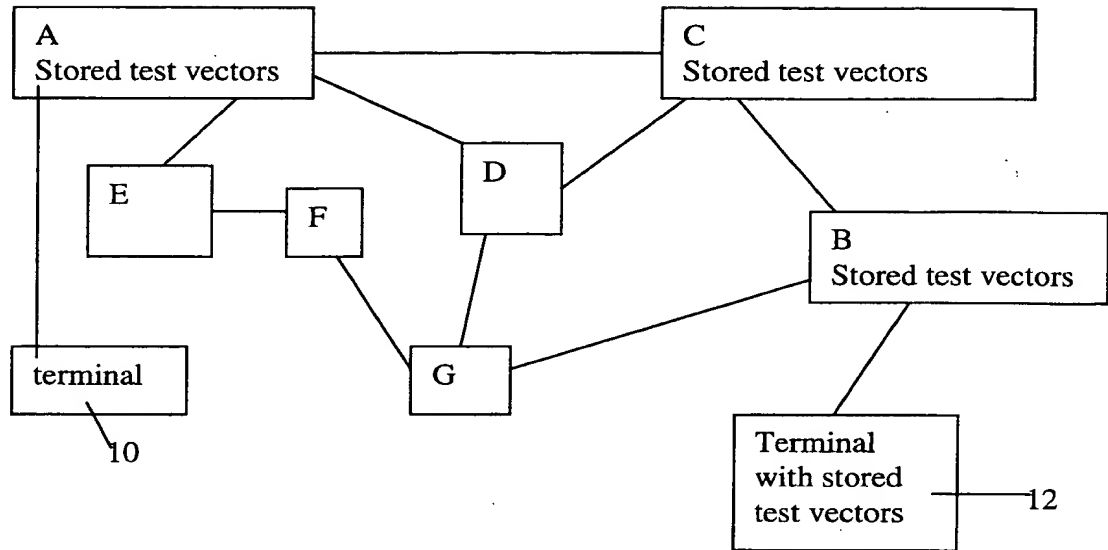 A
Stored test vectors
C
Stored test vectors
E
F
D
B
Stored test vectors
terminal
10
G
Terminal
with stored
test vectors
12